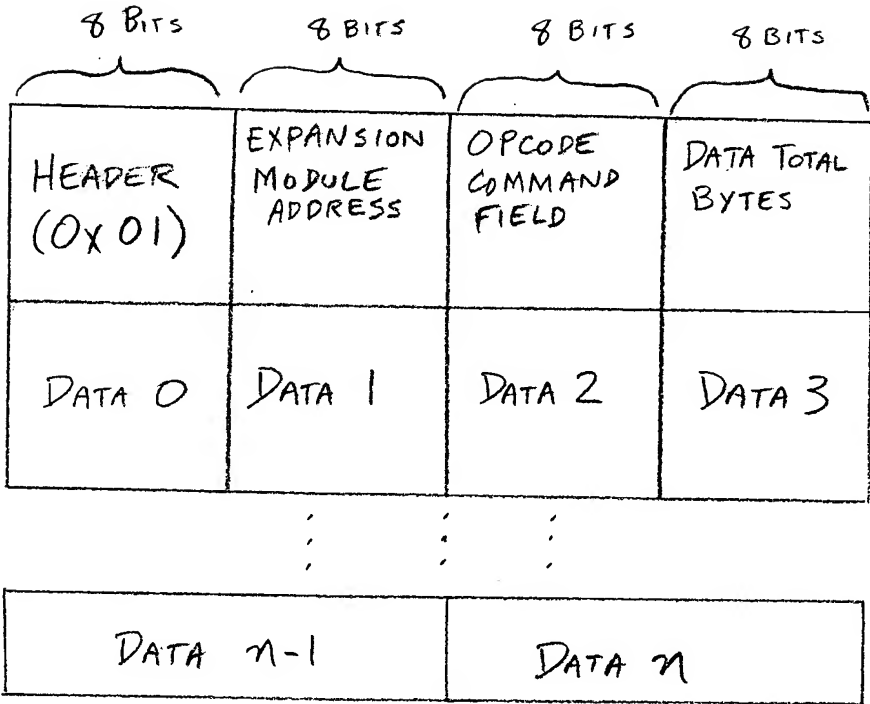 8 BITS 8 BITS 8 BITS 8 BITS
HEADER (0x01)
EXPANSION MODULE ADDRESS
OPCODE COMMAND FIELD
DATA TOTAL BYTES
DATA 0 DATA 1 DATA 2 DATA 3
DATA n-1 DATA n